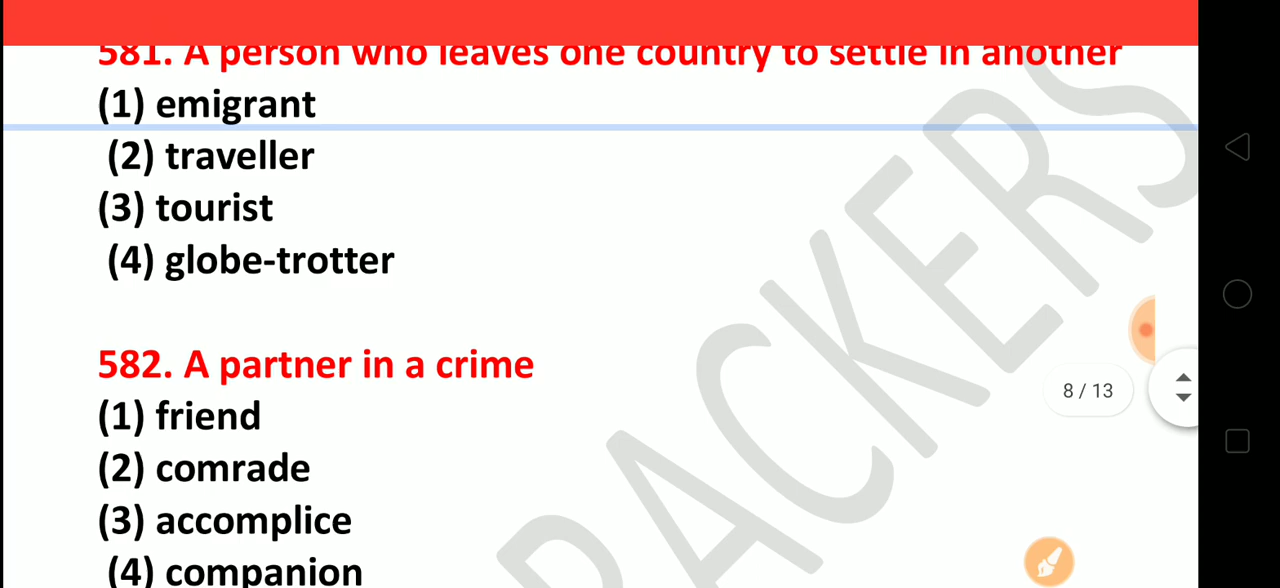 581. A person who leaves one country to settle in another
(1) emigrant
(2) traveller
(3) tourist
(4) globe-trotter
582. A partner in a crime
(1) friend
(2) comrade
(3) accomplice
(4) companion
8 / 13